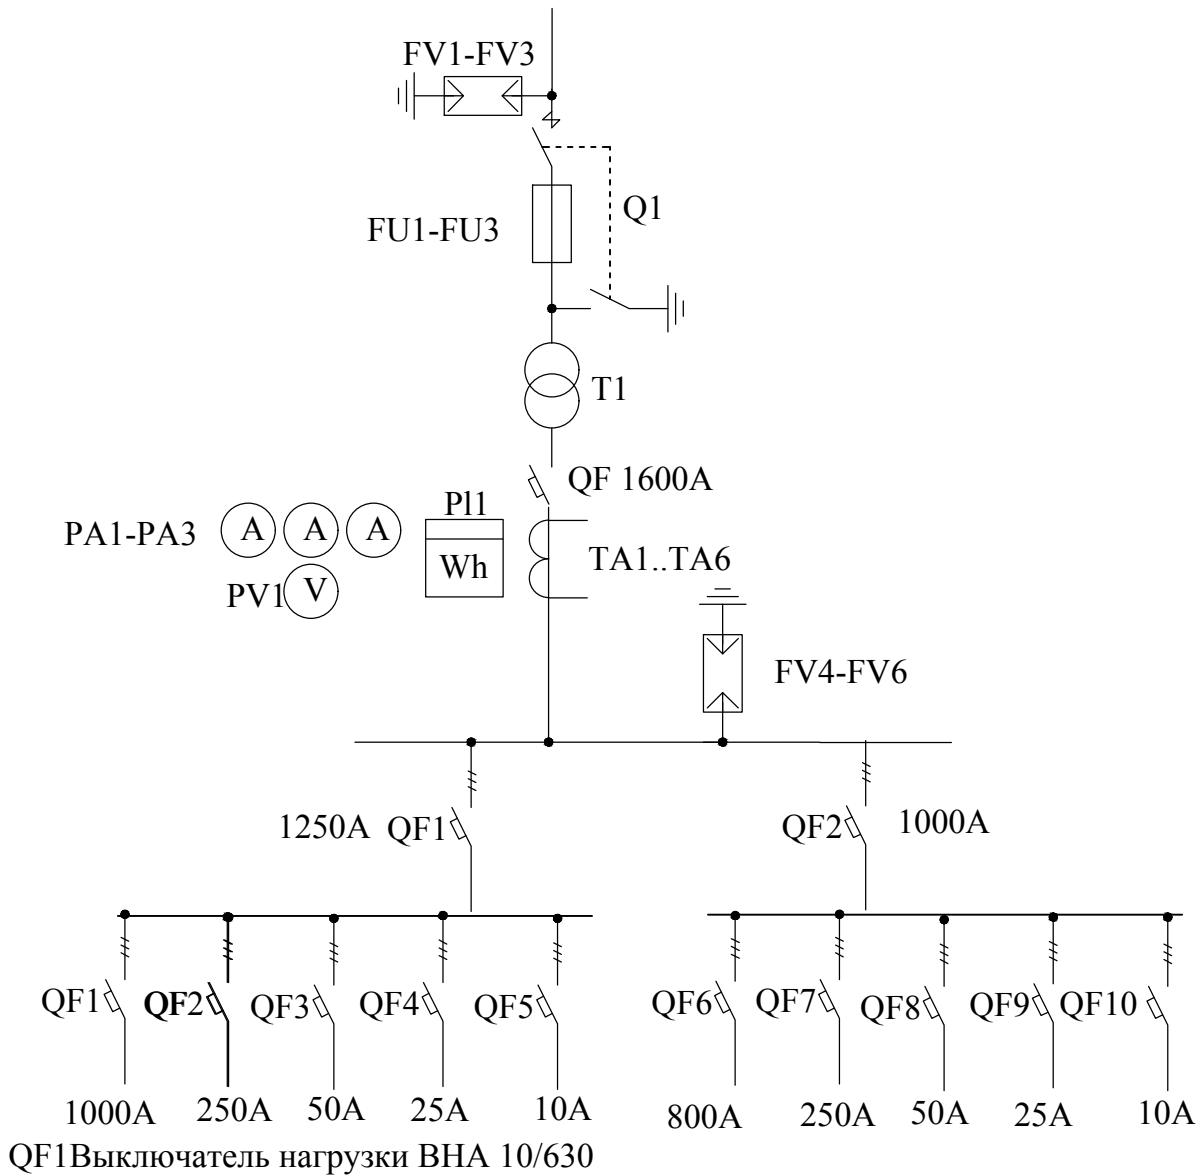 FV1-FV3
Q1
FU1-FU3
T1
QF 1600A
Pl1
PA1-PA3 A A A
Wh
TA1..TA6
PV1 V
FV4-FV6
1250A QF1
QF2 1000A
QF1 QF2 QF3 QF4 QF5
QF6 QF7 QF8 QF9 QF10
1000A 250A 50A 25A 10A
800A 250A 50A 25A 10A
QF1Выключатель нагрузки ВНА 10/630